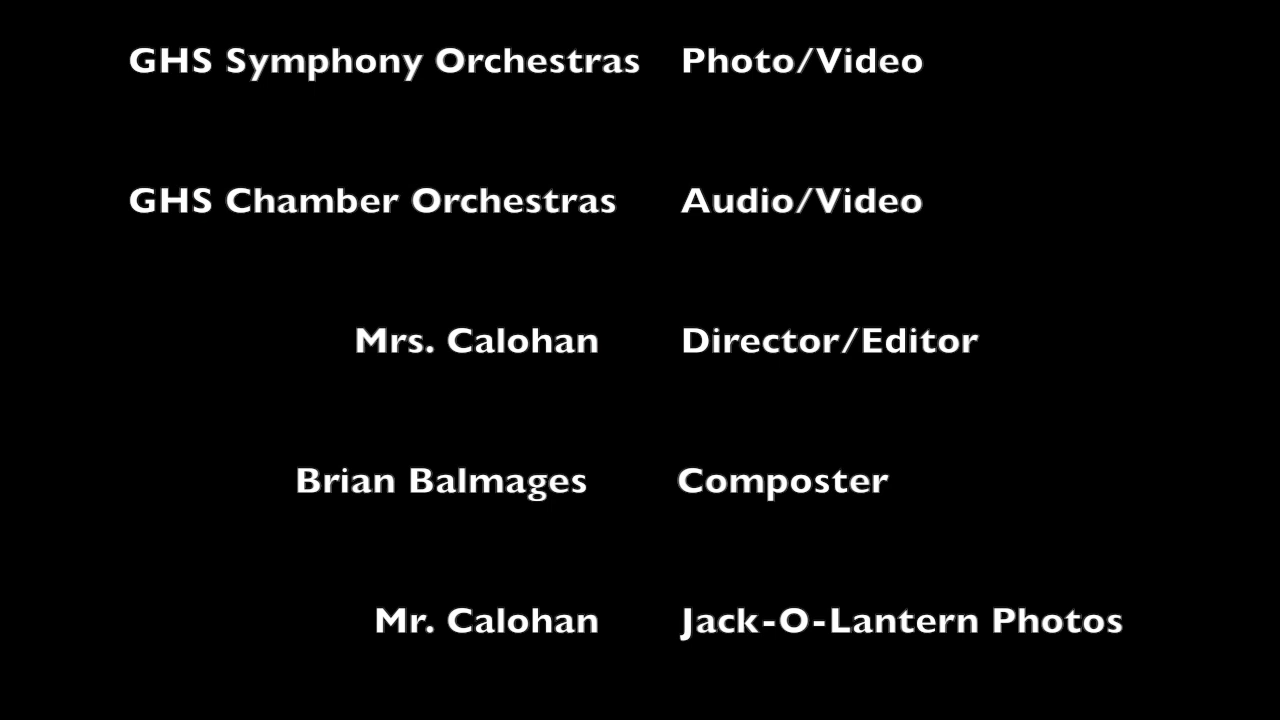 GHS Symphony Orchestras Photo/Video
GHS Chamber Orchestras Audio/Video
Mrs. Calohan Director/Editor
Brian Balmages Composter
Mr. Calohan Jack-O-Lantern Photos